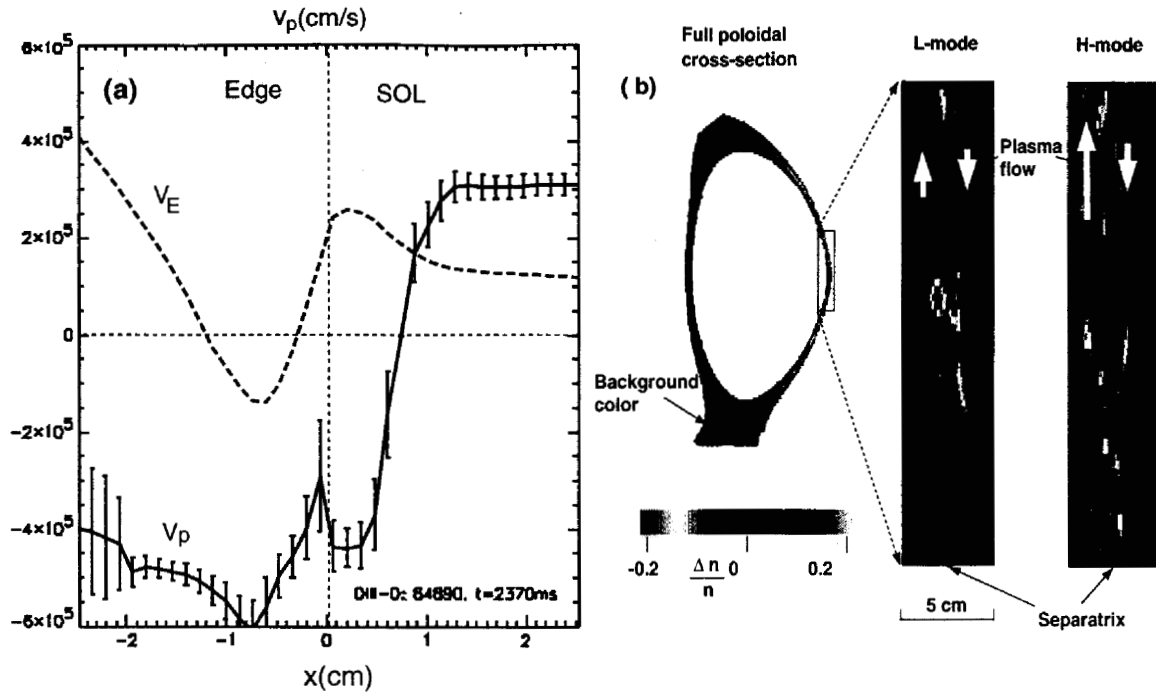 Vp(cm/s)
6×10⁵
4×10⁵
2×10⁵
0
−2×10⁵
−4×10⁵
−6×10⁵
(a)
Edge
SOL
VE
Vp
DIII-D: 84890, t=2370ms
-2
-1
0
1
2
x(cm)
(b)
Full poloidal
cross-section
L-mode
H-mode
Plasma
flow
Background
color
-0.2
Δn
n
0
0.2
5 cm
Separatrix